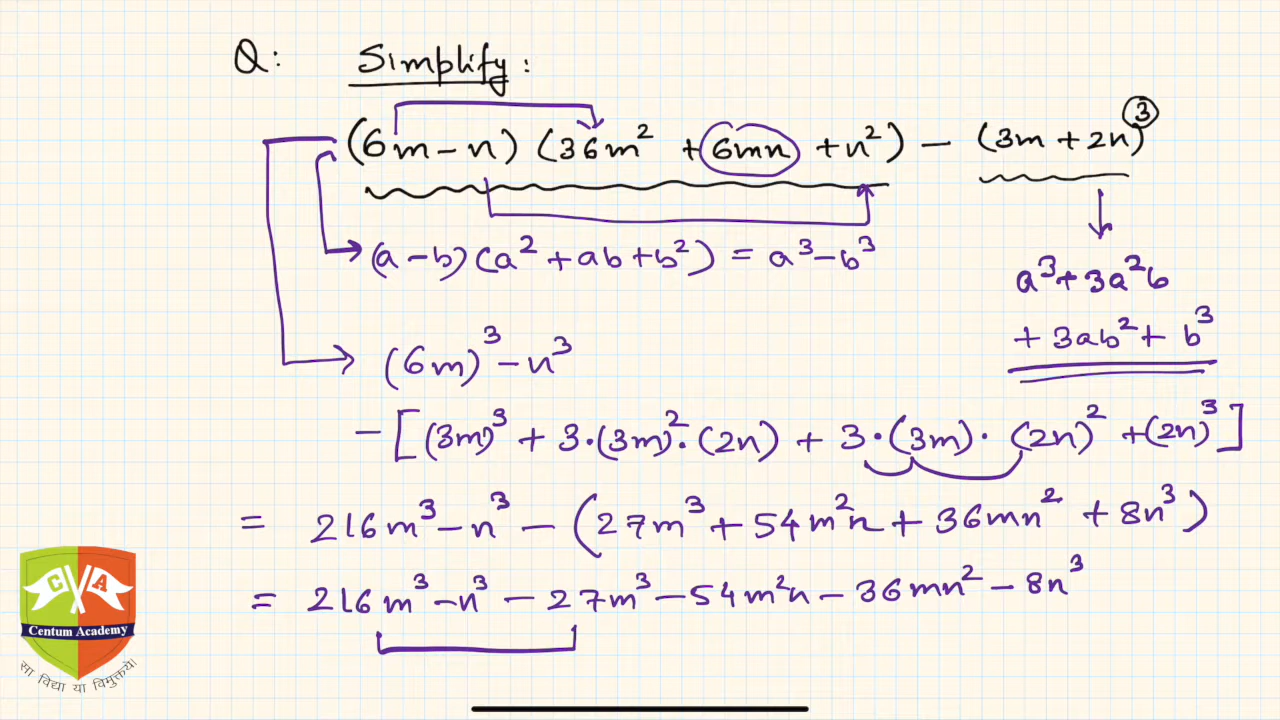 Q: Simplify:
(6m – n) (36m² + 6mn + n²) – (3m + 2n)³
(a – b) (a² + ab + b²) = a³ – b³
a³ + 3a²b
+ 3ab² + b³
(6m)³ – n³
– [(3m)³ + 3·(3m)²·(2n) + 3·(3m)·(2n)² + (2n)³]
= 216m³ – n³ – (27m³ + 54m²n + 36mn² + 8n³)
= 216m³ – n³ – 27m³ – 54m²n – 36mn² – 8n³
C A
Centum Academy
सा विद्या या विमुक्तये।